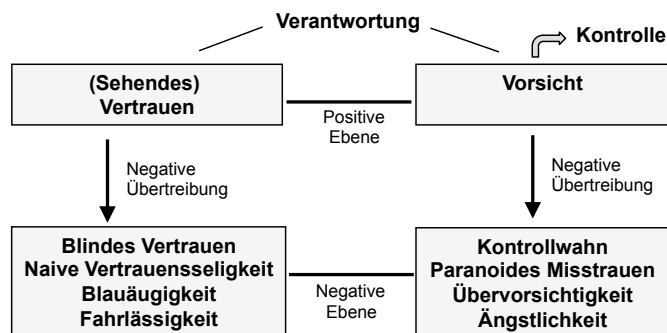 Verantwortung
Kontrolle
(Sehendes)
Vertrauen
Vorsicht
Positive
Ebene
Negative
Übertreibung
Negative
Übertreibung
Blindes Vertrauen
Naive Vertrauensseligkeit
Blauäugigkeit
Fahrlässigkeit
Negative
Ebene
Kontrollwahn
Paranoides Misstrauen
Übervorsichtigkeit
Ängstlichkeit